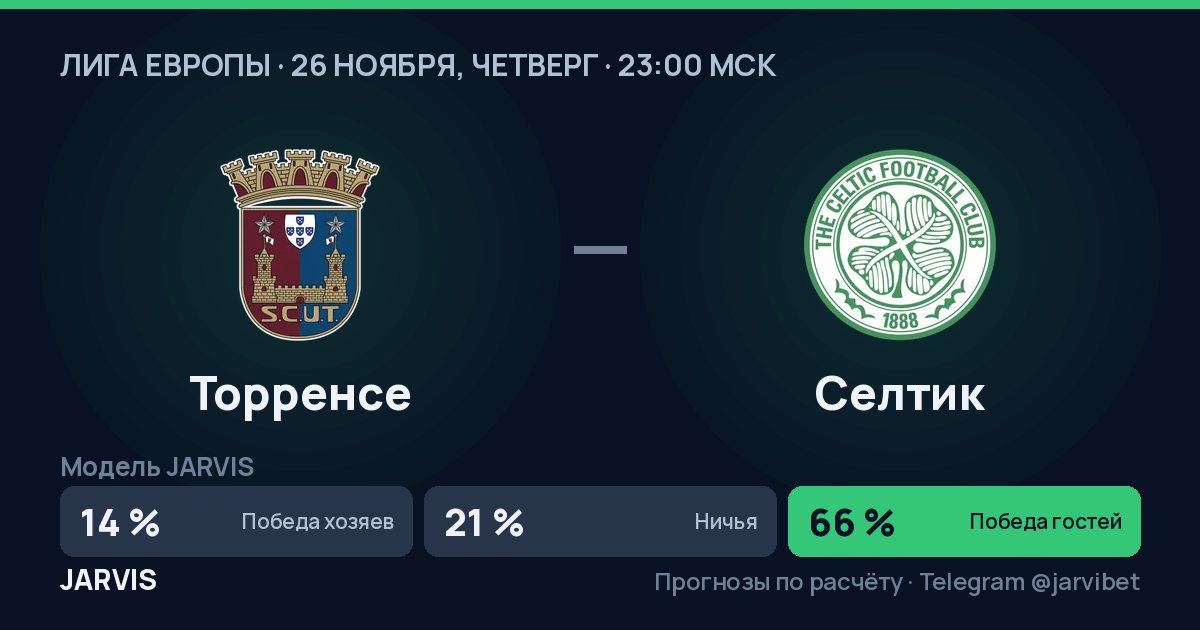 ЛИГА ЕВРОПЫ · 26 НОЯБРЯ, ЧЕТВЕРГ · 23:00 МСК
S.C.U.T.
THE CELTIC FOOTBALL CLUB
1888
Торренсе
—
Селтик
Модель JARVIS
14 % Победа хозяев
21 % Ничья
66 % Победа гостей
JARVIS
Прогнозы по расчёту · Telegram @jarvibet